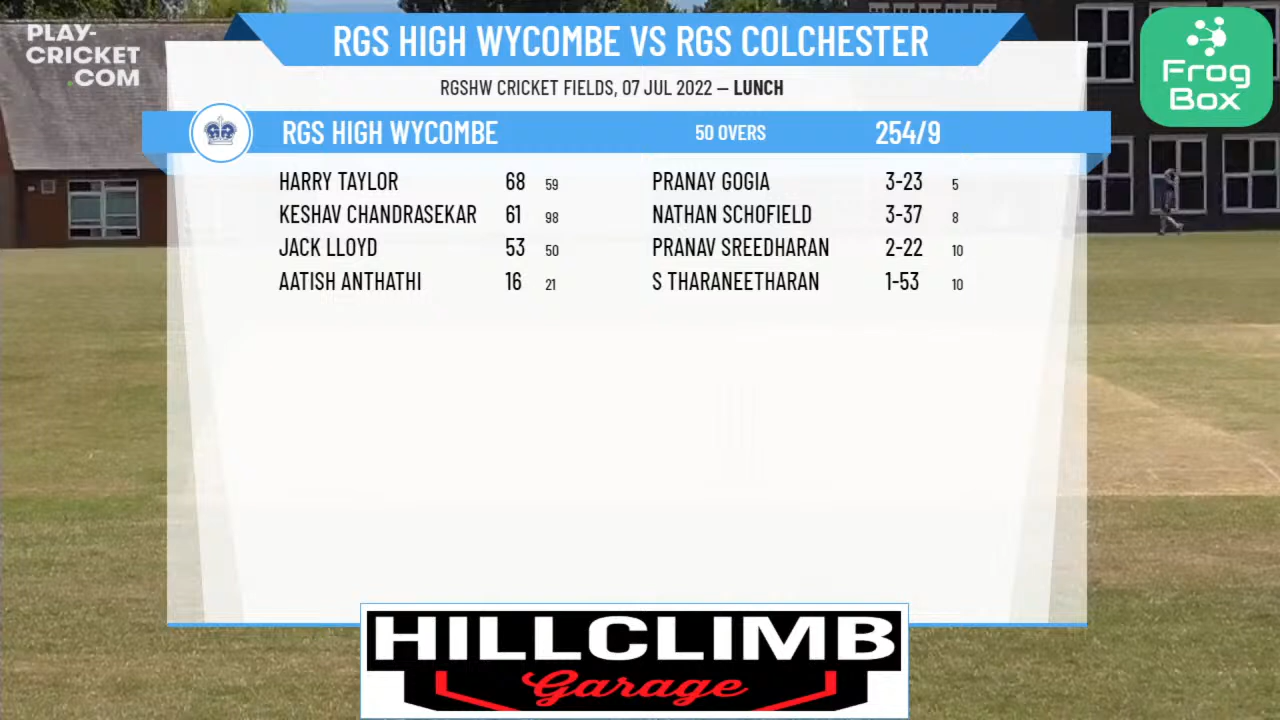 PLAY-
CRICKET
.COM
RGS HIGH WYCOMBE VS RGS COLCHESTER
Frog
Box
RGSHW CRICKET FIELDS, 07 JUL 2022 – LUNCH
RGS HIGH WYCOMBE 50 OVERS 254/9
HARRY TAYLOR 68 59 PRANAY GOGIA 3-23 5
KESHAV CHANDRASEKAR 61 98 NATHAN SCHOFIELD 3-37 8
JACK LLOYD 53 50 PRANAV SREEDHARAN 2-22 10
AATISH ANTHATHI 16 21 S THARANEETHARAN 1-53 10
HILLCLIMB
Garage